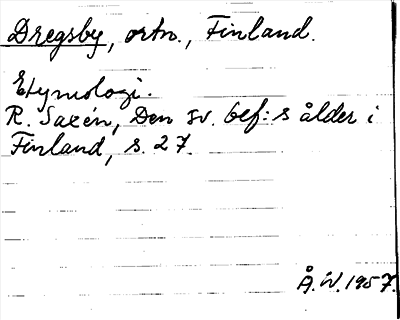 Dregsby, ortn., Finland.
Etymologi.
R. Saxén, Den sv. bef:s ålder i
Finland, s. 27.
Å. W. 1957.